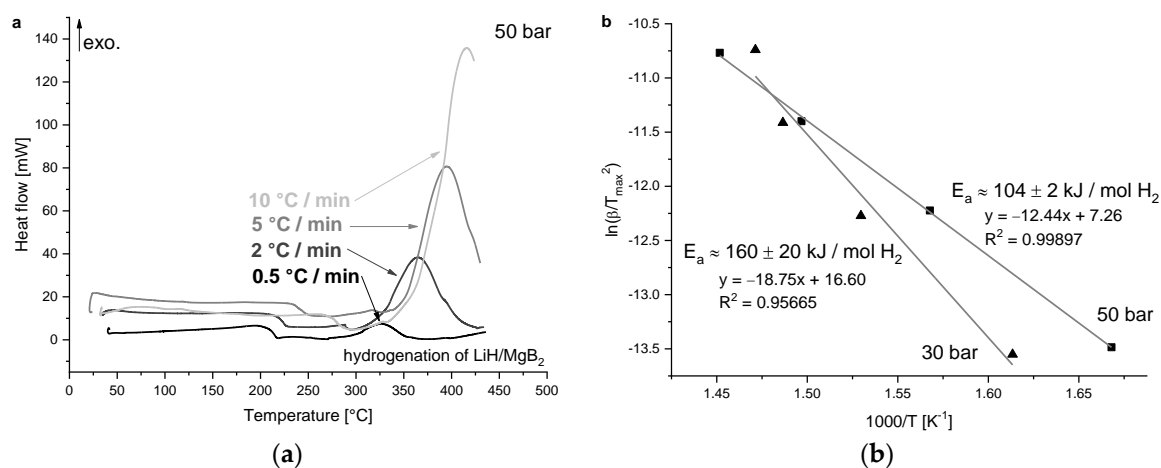 a
50 bar
exo.
150
140
120
100
80
60
40
20
0
Heat flow [mW]
10 °C / min
5 °C / min
2 °C / min
0.5 °C / min
hydrogenation of LiH/MgB₂
0 50 100 150 200 250 300 350 400 450 500
Temperature [°C]
(a)
b
-10.5
-11.0
-11.5
-12.0
-12.5
-13.0
-13.5
ln(β/Tmax²)
Eₐ ≈ 104 ± 2 kJ / mol H₂
y = −12.44x + 7.26
R² = 0.99897
Eₐ ≈ 160 ± 20 kJ / mol H₂
y = −18.75x + 16.60
R² = 0.95665
50 bar
30 bar
1.45 1.50 1.55 1.60 1.65
1000/T [K⁻¹]
(b)